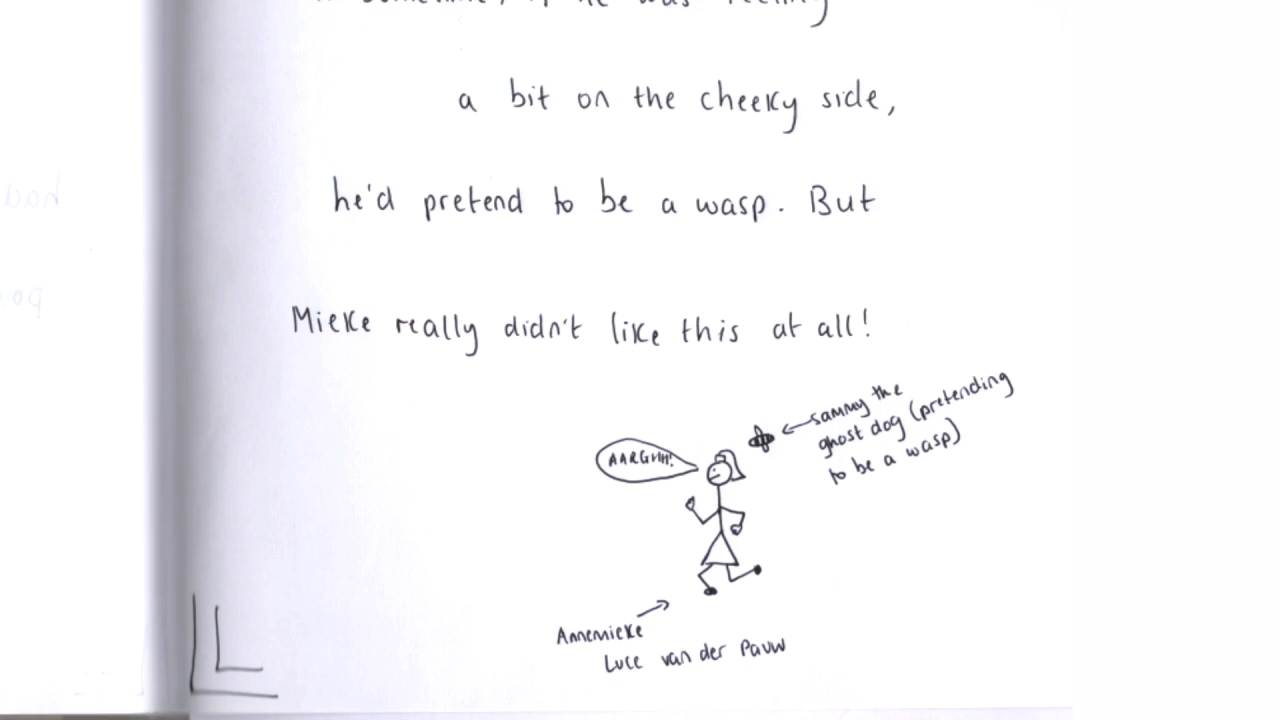 a bit on the cheeky side,
he'd pretend to be a wasp. But
Mieke really didn't like this at all!
sammy the
ghost dog (pretending
to be a wasp)
AARGHH!
Annemieke
Luce van der Pauw